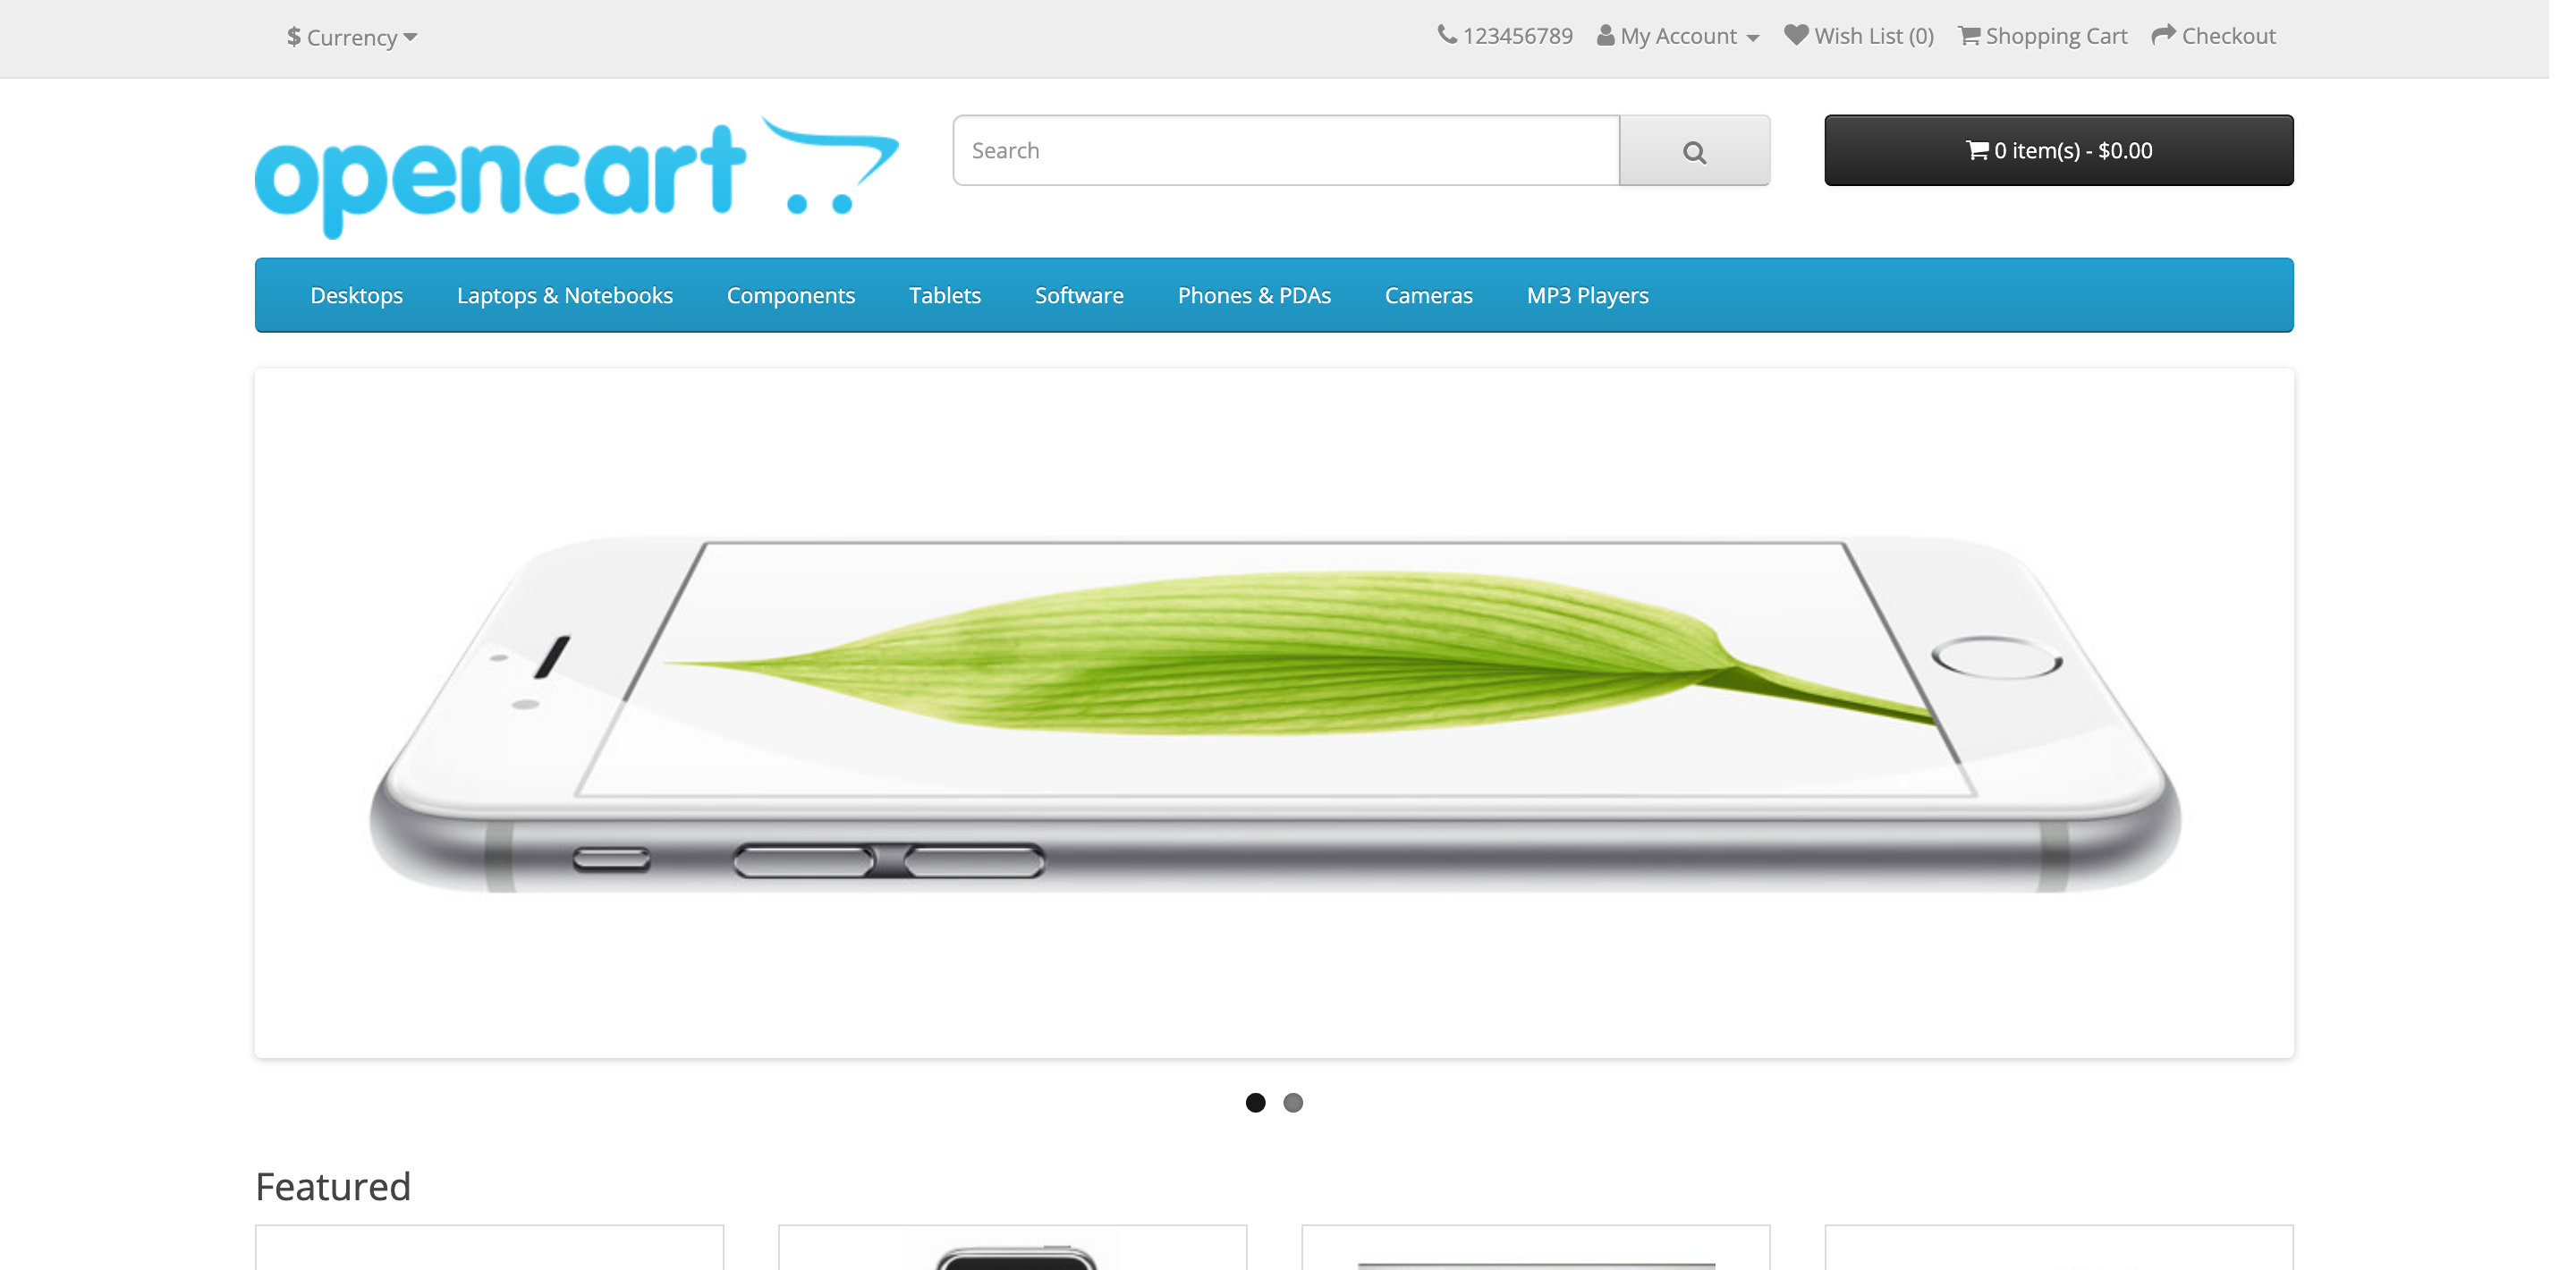 $ Currency
123456789 My Account Wish List (0) Shopping Cart Checkout
opencart
Search
0 item(s) - $0.00
Desktops Laptops & Notebooks Components Tablets Software Phones & PDAs Cameras MP3 Players
Featured